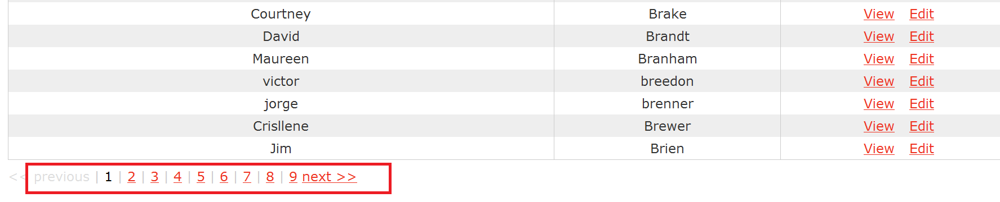 Courtney Brake View Edit
David Brandt View Edit
Maureen Branham View Edit
victor breedon View Edit
jorge brenner View Edit
Crisllene Brewer View Edit
Jim Brien View Edit
<< previous | 1 | 2 | 3 | 4 | 5 | 6 | 7 | 8 | 9 next >>